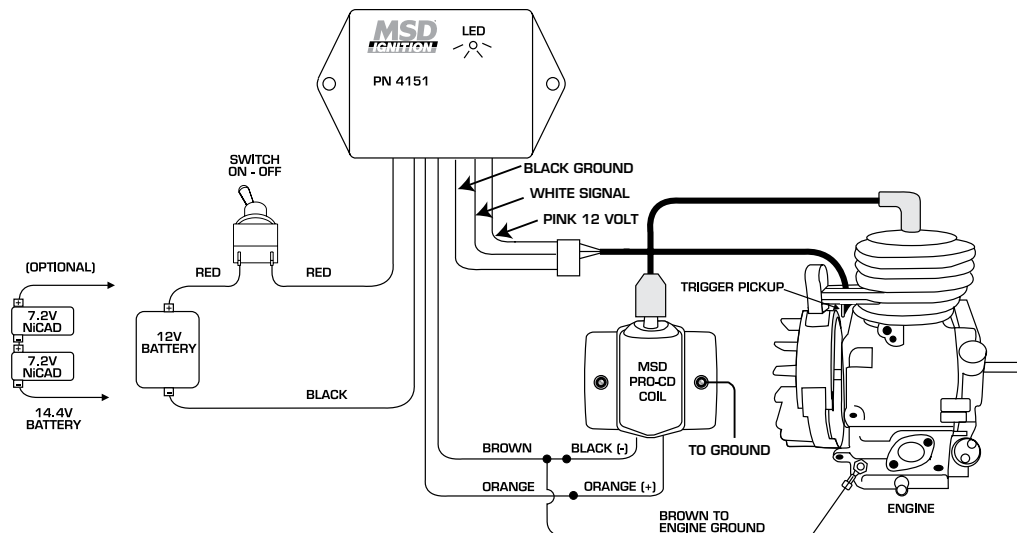 MSD
IGNITION
LED
PN 4151
SWITCH
ON - OFF
BLACK GROUND
WHITE SIGNAL
PINK 12 VOLT
(OPTIONAL)
RED
RED
TRIGGER PICKUP
+
7.2V
NiCAD
-
+
7.2V
NiCAD
-
14.4V
BATTERY
+
12V
BATTERY
-
BLACK
MSD
PRO-CD
COIL
TO GROUND
BROWN
BLACK (-)
ORANGE
ORANGE (+)
BROWN TO
ENGINE GROUND
ENGINE